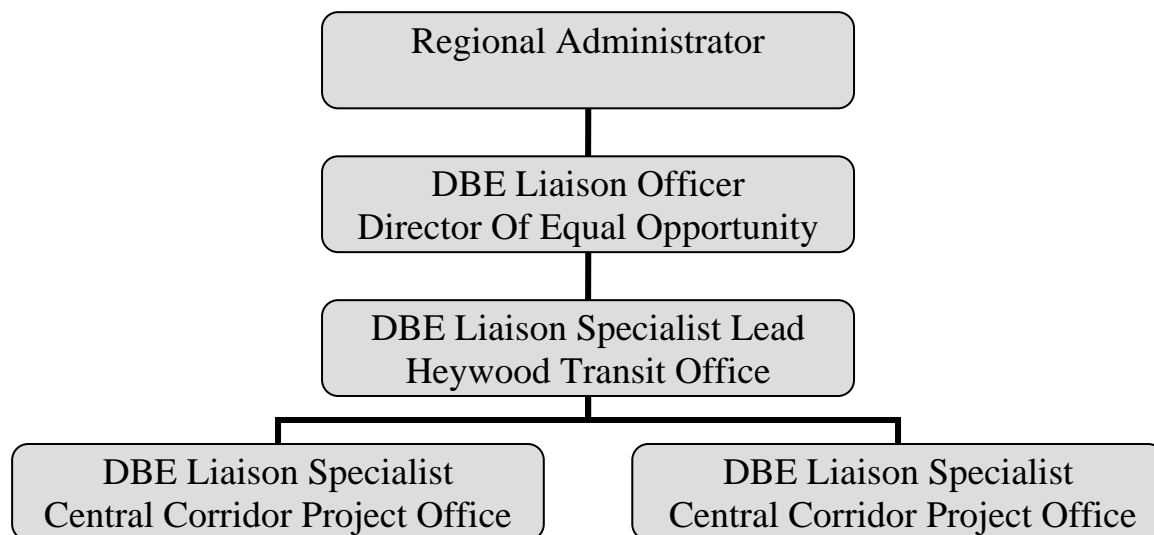 Regional Administrator
DBE Liaison Officer
Director Of Equal Opportunity
DBE Liaison Specialist Lead
Heywood Transit Office
DBE Liaison Specialist
Central Corridor Project Office
DBE Liaison Specialist
Central Corridor Project Office